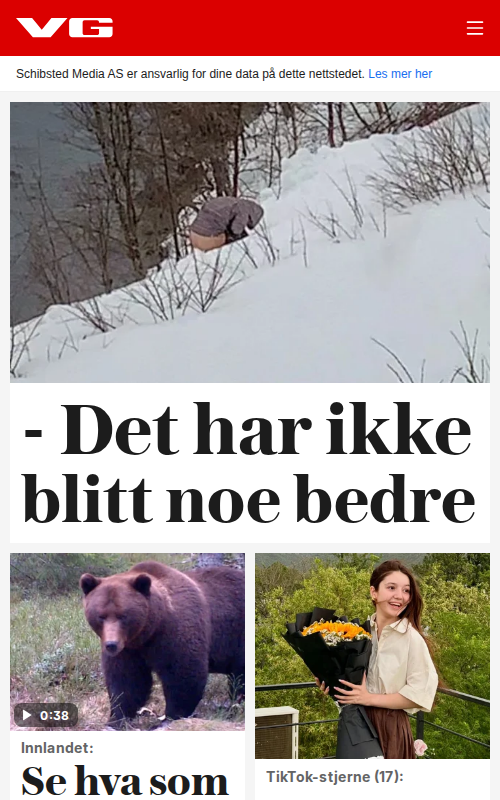 VG
Schibsted Media AS er ansvarlig for dine data på dette nettstedet. Les mer her
- Det har ikke
blitt noe bedre
0:38
Innlandet:
Se hva som
TikTok-stjerne (17):